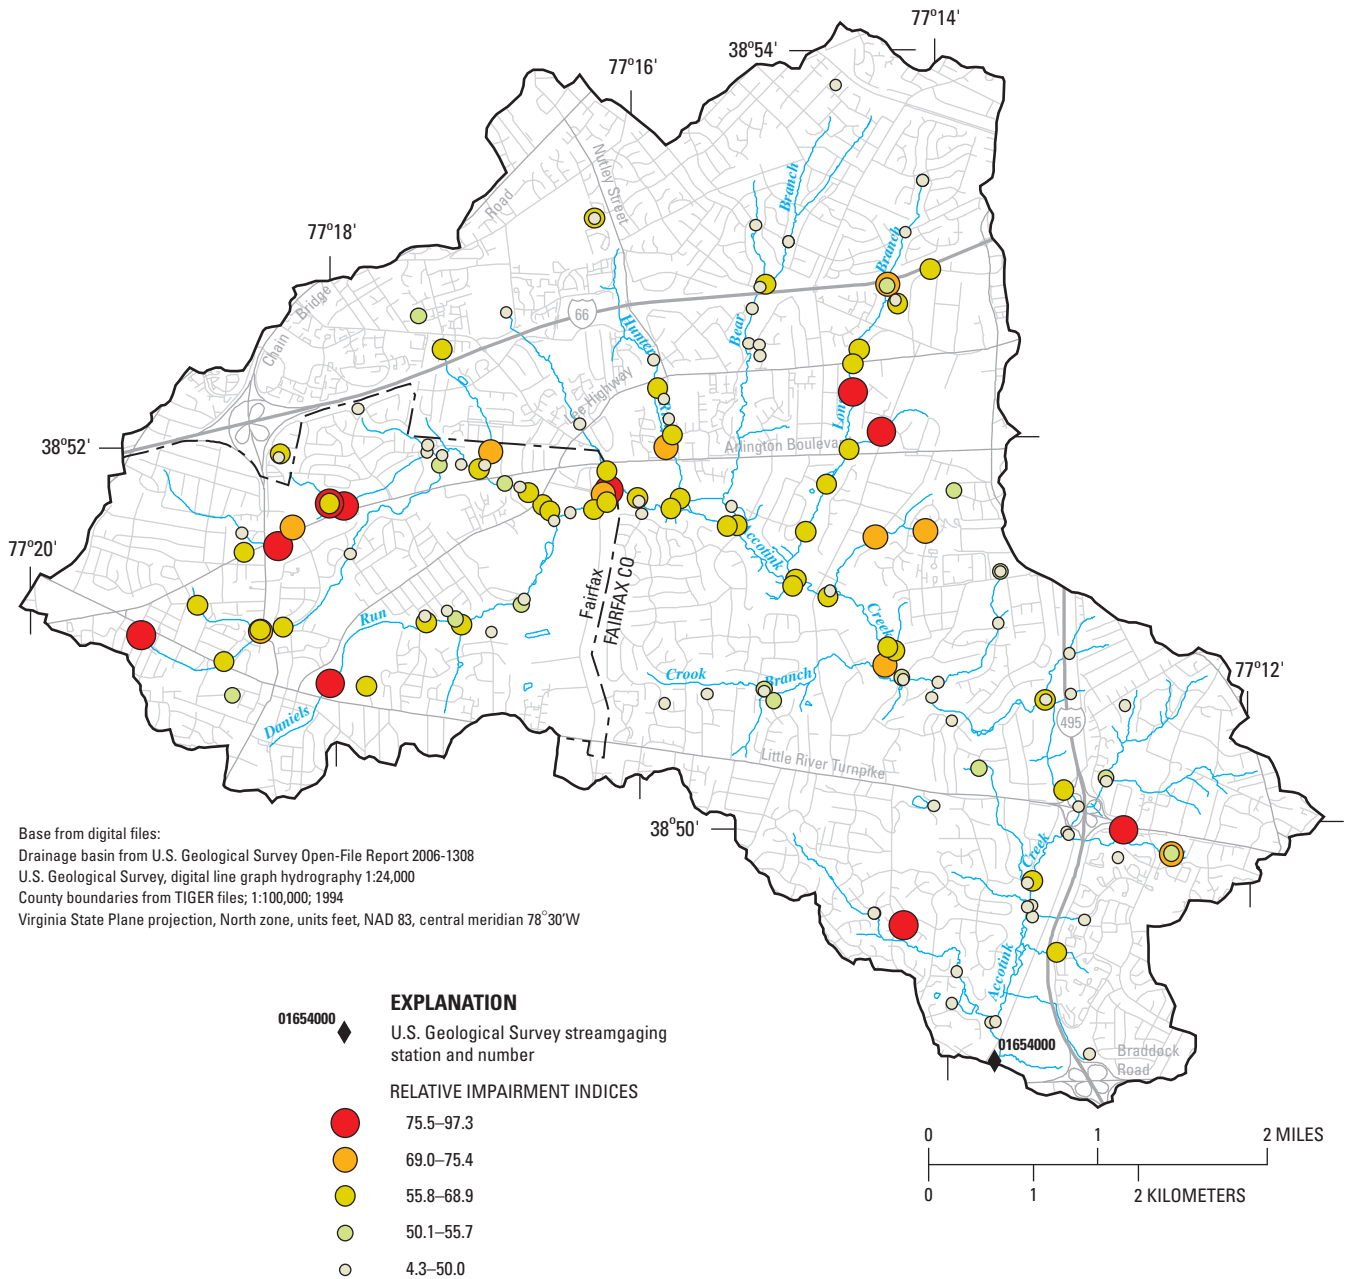 77°14'
38°54'
77°16'
Nutley Street
Branch
Road
77°18'
Branch
Bridge
66
Hunter
Bear
Chain
Lee Highway
Run
Long
38°52'
Arlington Boulevard
77°20'
Accotink
Fairfax
FAIRFAX CO
Run
Creek
Crook
Branch
77°12'
Daniels
495
Little River Turnpike
38°50'
Creek
Base from digital files:
Drainage basin from U.S. Geological Survey Open-File Report 2006-1308
U.S. Geological Survey, digital line graph hydrography 1:24,000
County boundaries from TIGER files; 1:100,000; 1994
Virginia State Plane projection, North zone, units feet, NAD 83, central meridian 78°30'W
Accotink
01654000
Braddock
Road
EXPLANATION
01654000
U.S. Geological Survey streamgaging
station and number
RELATIVE IMPAIRMENT INDICES
75.5–97.3
69.0–75.4
55.8–68.9
50.1–55.7
4.3–50.0
0 1 2 MILES
0 1 2 KILOMETERS